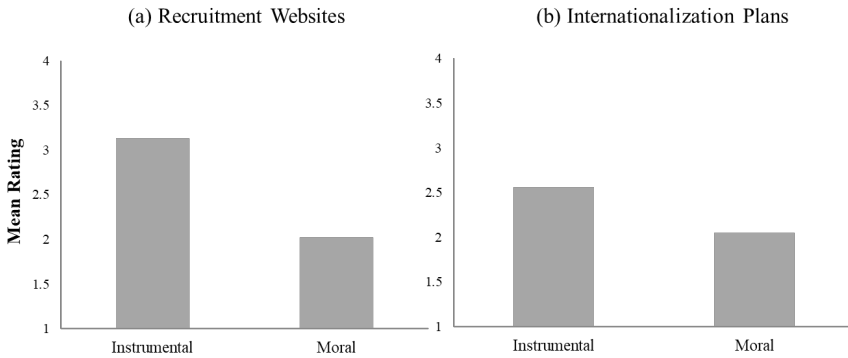 (a) Recruitment Websites
(b) Internationalization Plans
Mean Rating
4
3.5
3
2.5
2
1.5
1
Instrumental
Moral
4
3.5
3
2.5
2
1.5
1
Instrumental
Moral